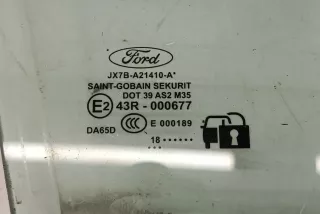 Ford
JX7B-A21410-A*
SAINT-GOBAIN SEKURIT
DOT 39 AS2 M35
E2 43R - 000677
DA65D E 000189
18 ••••••